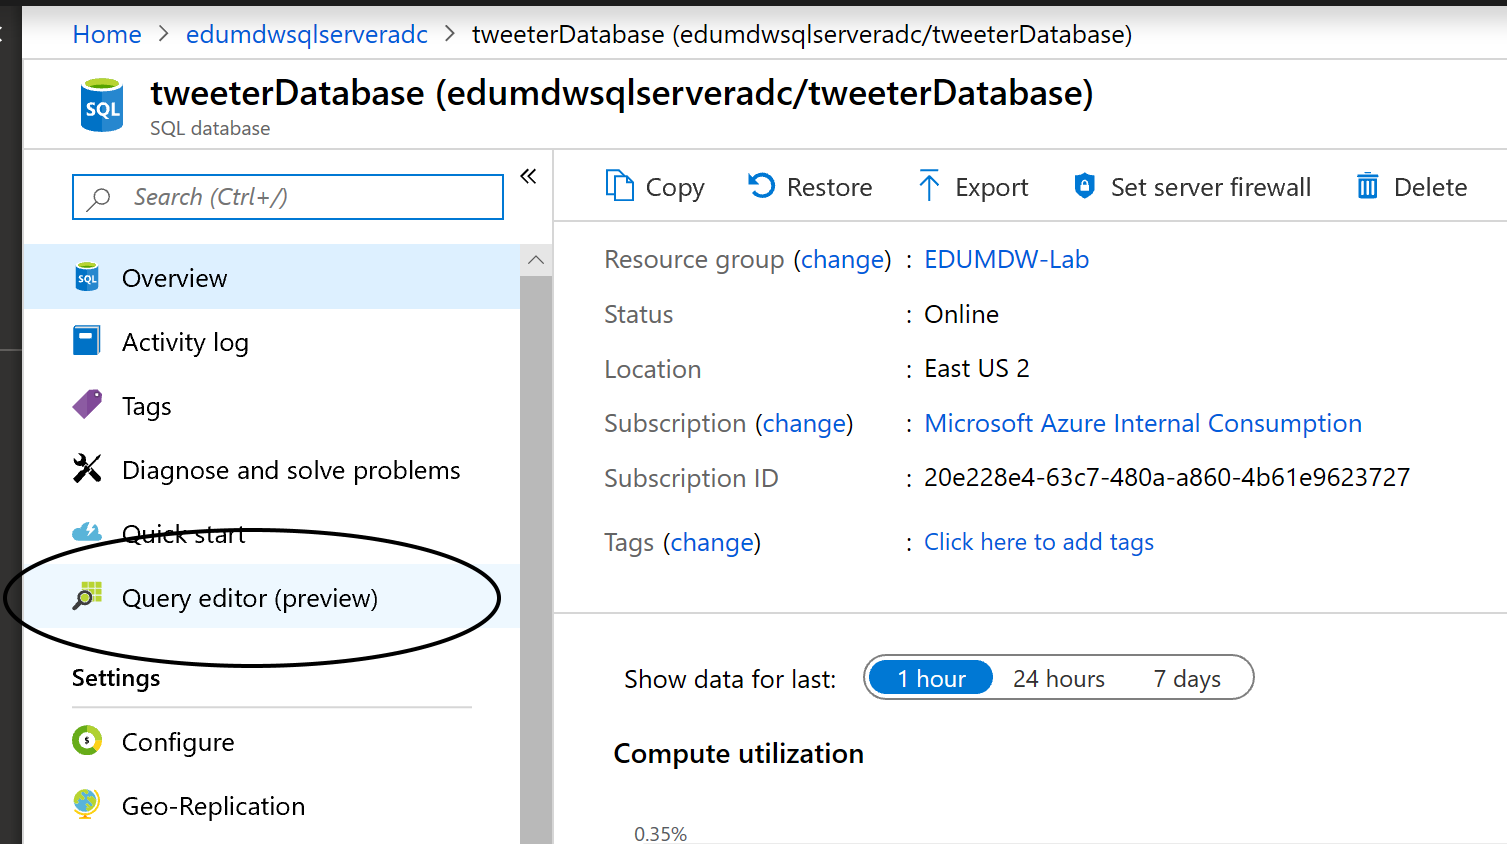 Home > edumdwsqlserveradc > tweeterDatabase (edumdwsqlserveradc/tweeterDatabase)
SQL
tweeterDatabase (edumdwsqlserveradc/tweeterDatabase)
SQL database
Search (Ctrl+/)
«
SQL
Overview
Activity log
Tags
Diagnose and solve problems
Quick start
Query editor (preview)
Settings
$
Configure
Geo-Replication
Copy Restore Export Set server firewall Delete
Resource group (change) : EDUMDW-Lab
Status : Online
Location : East US 2
Subscription (change) : Microsoft Azure Internal Consumption
Subscription ID : 20e228e4-63c7-480a-a860-4b61e9623727
Tags (change) : Click here to add tags
Show data for last: 1 hour 24 hours 7 days
Compute utilization
0.35%